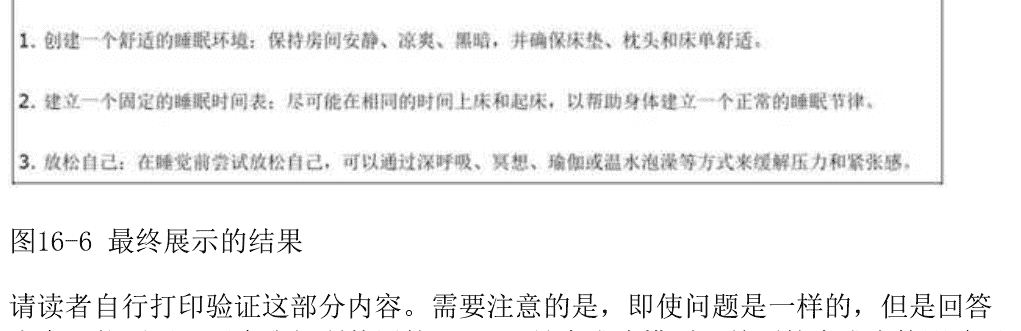 1. 创建一个舒适的睡眠环境：保持房间安静、凉爽、黑暗，并确保床垫、枕头和床单舒适。
2. 建立一个固定的睡眠时间表：尽可能在相同的时间上床和起床，以帮助身体建立一个正常的睡眠节律。
3. 放松自己：在睡觉前尝试放松自己，可以通过深呼吸、冥想、瑜伽或温水泡澡等方式来缓解压力和紧张感。
图16-6 最终展示的结果
请读者自行打印验证这部分内容。需要注意的是，即使问题是一样的，但是回答